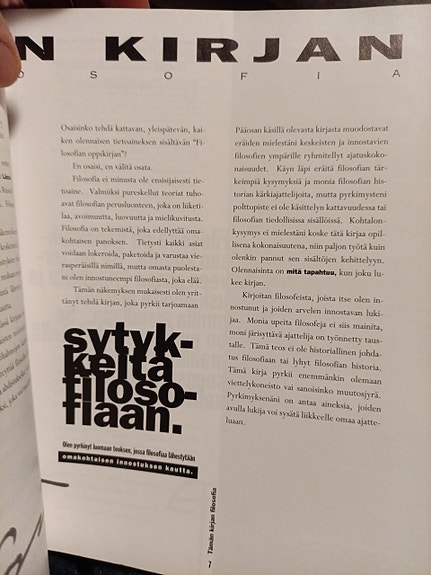 N KIRJAN
OSOFIA
Osaisinko tehdä kattavan, yleispätevän, kai-
ken olennaisen tietoaineksen sisältävän "Fi-
losofian oppikirjan"?
En osaisi, en välitä osata.
Filosofia ei minusta ole ensisijaisesti tie-
toaine. Valmiiksi pureskellut teoriat tuho-
avat filosofian perusluonteen, joka on liiketi-
laa, avoimuutta, luovuutta ja mielikuvitusta.
Filosofia on tekemistä, joka edellyttää oma-
kohtaisen panoksen. Tietysti kaikki asiat
voidaan lokeroida, paketoida ja varustaa vie-
rasperäisillä nimillä, mutta omasta puolesta-
ni olen innostuneempi filosofiasta, joka elää.
Tämän näkemyksen mukaisesti olen yrit-
tänyt tehdä kirjan, joka pyrkii tarjoamaan
sytyk-
keitä
filoso-
fiaan.
Olen pyrkinyt luomaan teoksen, jossa filosofiaa lähestytään
omakohtaisen innostuksen kautta.
Pääosan käsillä olevasta kirjasta muodostavat
eräiden mielestäni keskeisten ja innostavien
filosofien ympärille ryhmitellyt ajatuskoko-
naisuudet. Käyn läpi eräitä filosofian tär-
keimpiä kysymyksiä ja monia filosofian his-
torian kärkiajattelijoita, mutta pyrkimysteni
polttopiste ei ole käsittelyn kattavuudessa tai
filosofian tiedollisissa sisällöissä. Kohtalon-
kysymys ei mielestäni koske tätä kirjaa opil-
lisena kokonaisuutena, niin paljon työtä kuin
olenkin pannut sen sisältöjen kehittelyyn.
Olennaisinta on mitä tapahtuu, kun joku lu-
kee kirjan.
Kirjoitan filosofeista, joista itse olen in-
nostunut ja joiden arvelen innostavan luki-
jaa. Monia upeita filosofeja ei siis mainita,
moni järisyttävä ajattelija on työnnetty taus-
talle. Tämä teos ei ole historiallinen johda-
tus filosofiaan tai lyhyt filosofian historia.
Tämä kirja pyrkii enemmänkin olemaan
viettelykoneisto vai sanoisinko muutosjyrä.
Pyrkimyksenäni on antaa aineksia, joiden
avulla lukija voi sysätä liikkeelle omaa ajatte-
luaan.
Tämän kirjan filosofia
7